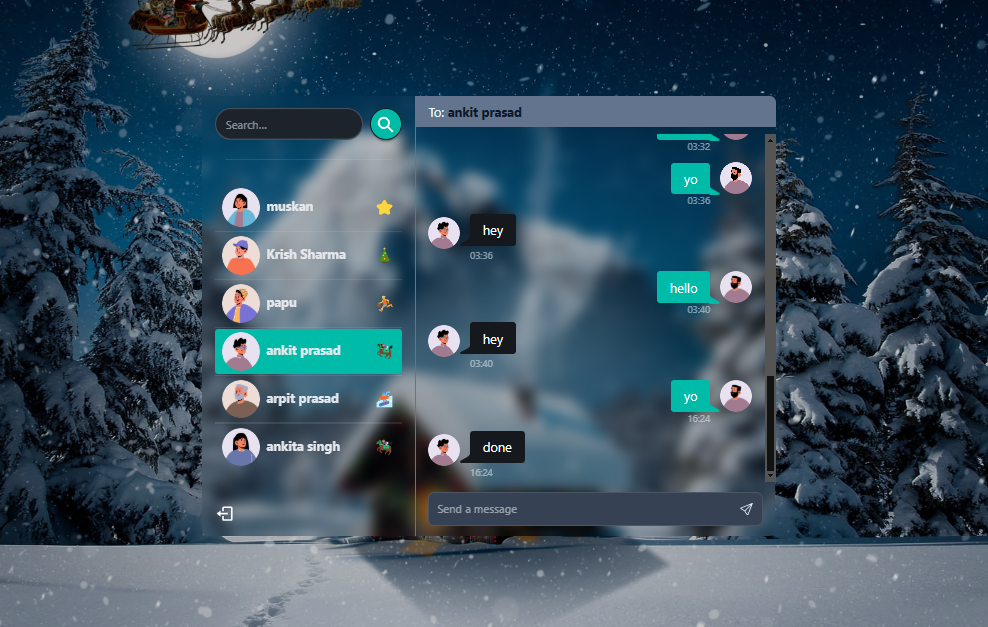 Search...
muskan
Krish Sharma
papu
ankit prasad
arpit prasad
ankita singh
To: ankit prasad
03:32
yo
03:36
hey
03:36
hello
03:40
hey
03:40
yo
16:24
done
16:24
Send a message